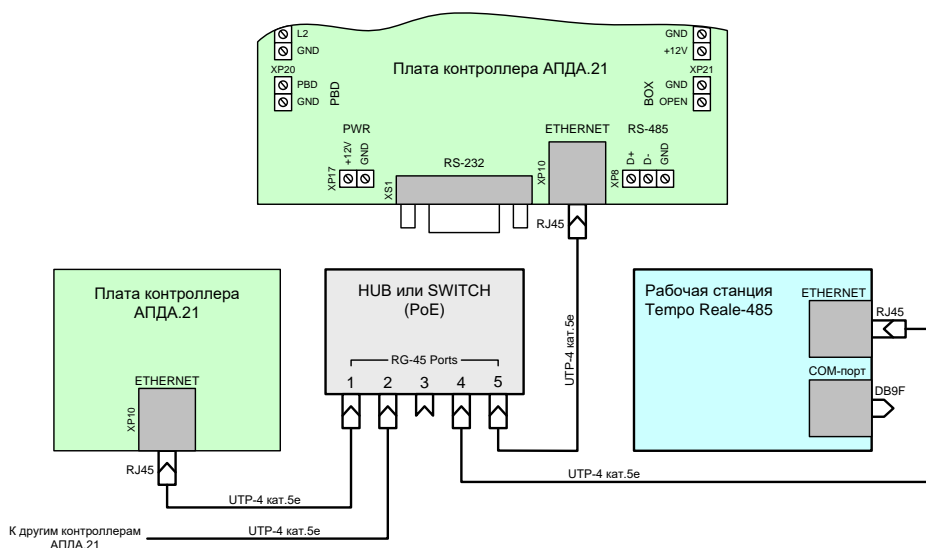 L2
GND
XP20
PBD
GND
PBD
Плата контроллера АПДА.21
GND
+12V
XP21
GND
OPEN
BOX
PWR
+12V
GND
XP17
RS-232
XS1
ETHERNET
XP10
RS-485
D+
D-
GND
XP8
RJ45
Плата контроллера
АПДА.21
ETHERNET
XP10
RJ45
HUB или SWITCH
(PoE)
RG-45 Ports
1 2 3 4 5
UTP-4 кат.5е
Рабочая станция
Tempo Reale-485
ETHERNET
RJ45
COM-порт
DB9F
UTP-4 кат.5е
UTP-4 кат.5е
UTP-4 кат.5е
К другим контроллерам
АПДА.21